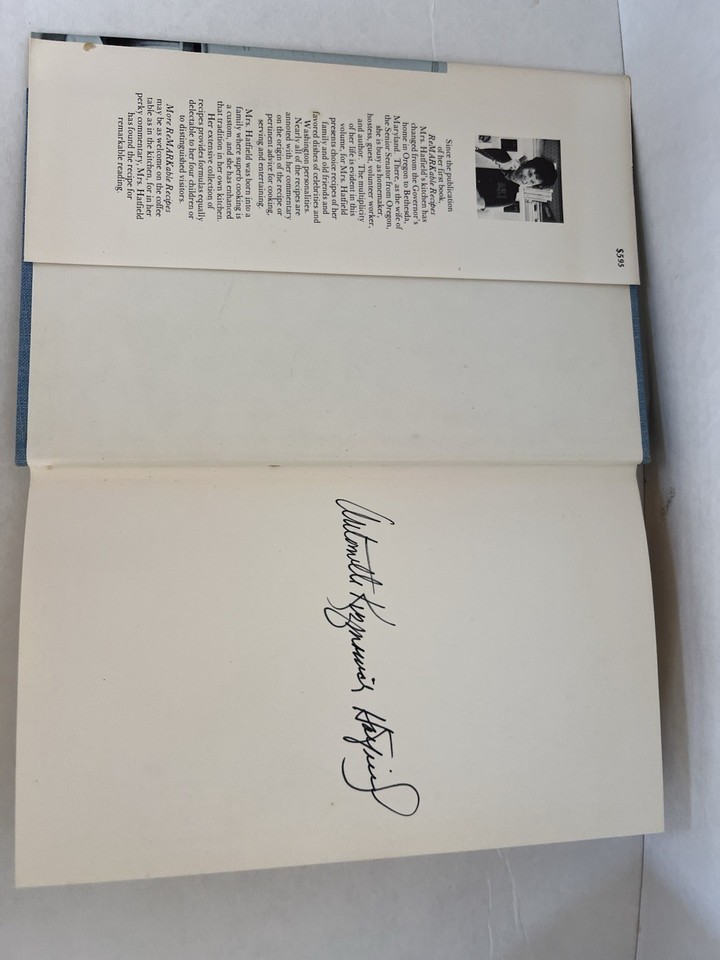 $5.95
Since the publication
of her first book,
ReMARKable Recipes
Mrs. Hatfield's kitchen has
changed from the Governor's
home in Oregon to Bethesda,
Maryland. There, as the wife of
the Senior Senator from Oregon,
she is busy as homemaker,
hostess, guest, volunteer worker,
and author. The multiplicity
of her life is evident in this
volume, for Mrs. Hatfield
presents choice recipes of her
family and old friends and
favored dishes of celebrities and
Washington personalities.
Nearly all of the recipes are
annoted with her commentary
on the origin of the recipe or
pertinent advice for cooking,
serving and entertaining.
Mrs. Hatfield was born into a
family where superb cooking is
a custom, and she has enhanced
that tradition in her own kitchen.
Her extensive collection of
recipes provides formulas equally
delectable to her four children or
to distinguished visitors.
More ReMARKable Recipes
may be as welcome on the coffee
table as in the kitchen, for in her
perky commentary, Mrs. Hatfield
has found the recipe for
remarkable reading.
Antoinette Kuzmanich Hatfield